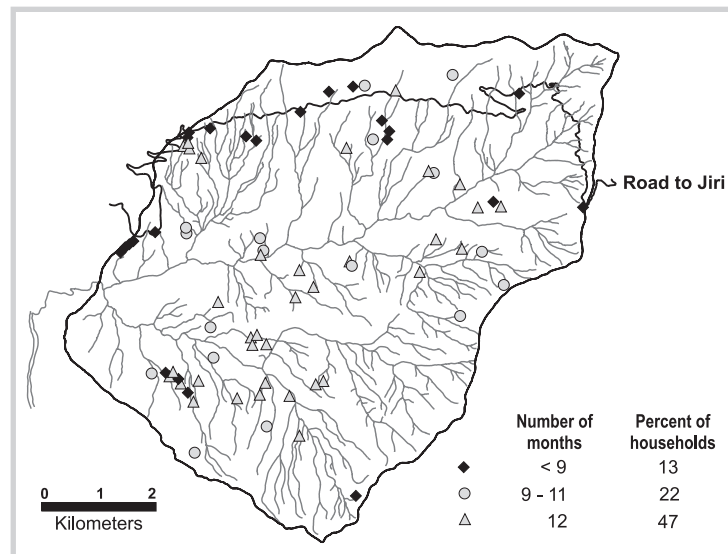 Road to Jiri
Number of months Percent of households
< 9 13
9 - 11 22
12 47
0 1 2
Kilometers